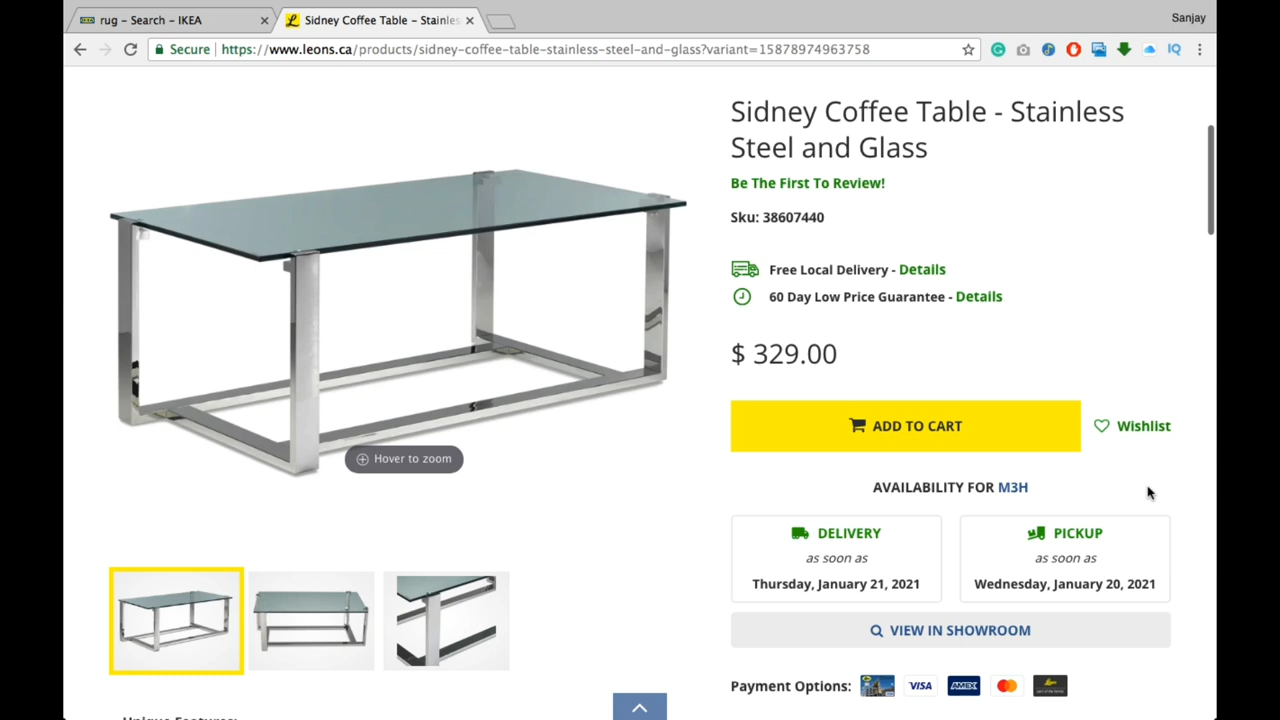 rug - Search - IKEA
Sidney Coffee Table - Stainles
Sanjay
Secure
https://www.leons.ca/products/sidney-coffee-table-stainless-steel-and-glass?variant=15878974963758
IQ
Sidney Coffee Table - Stainless
Steel and Glass
Be The First To Review!
Sku: 38607440
Free Local Delivery - Details
60 Day Low Price Guarantee - Details
$ 329.00
ADD TO CART
Wishlist
Hover to zoom
AVAILABILITY FOR M3H
DELIVERY
as soon as
Thursday, January 21, 2021
PICKUP
as soon as
Wednesday, January 20, 2021
VIEW IN SHOWROOM
Payment Options:
VISA
AMEX